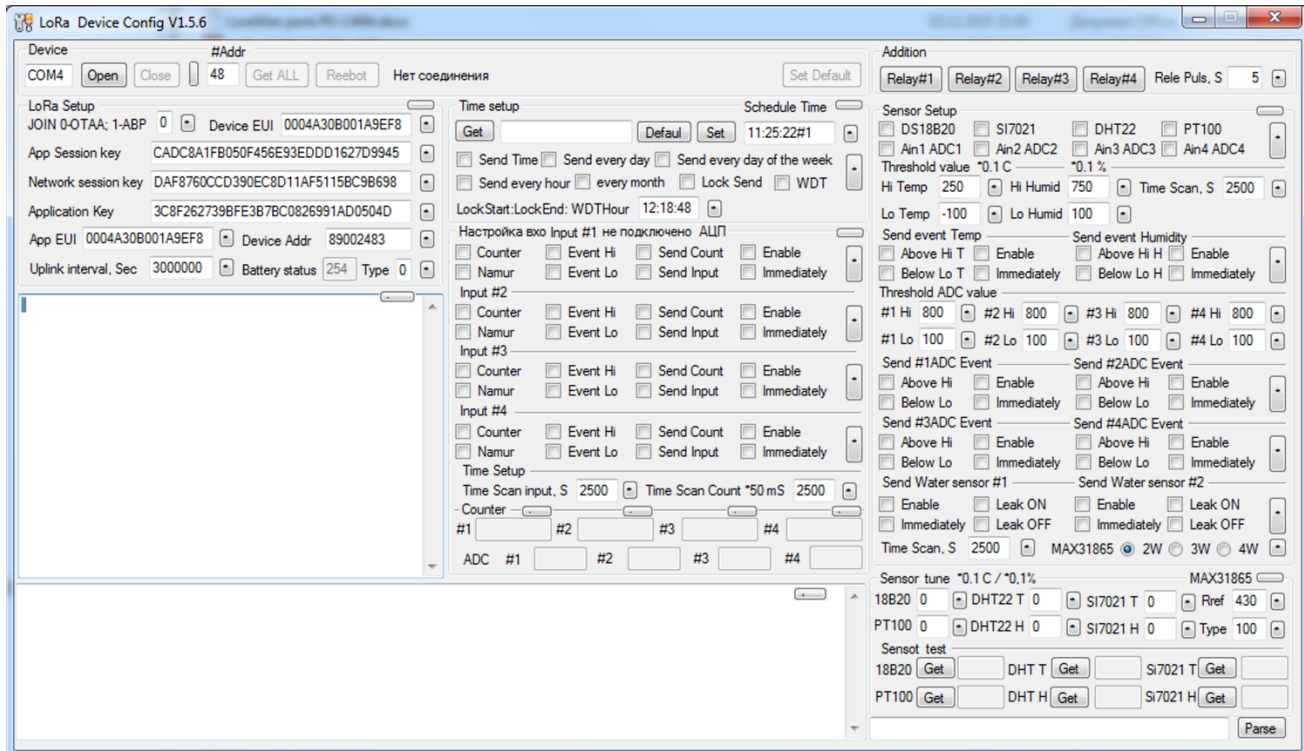 LoRa Device Config V1.5.6
Device #Addr
COM4 Open Close 48 Get ALL Reebot Нет соединения Set Default
LoRa Setup
JOIN 0-OTAA; 1-ABP 0 Device EUI 0004A30B001A9EF8
App Session key CADC8A1FB050F456E93EDDD1627D9945
Network session key DAF8760CCD390EC8D11AF5115BC9B698
Application Key 3C8F262739BFE3B7BC0826991AD0504D
App EUI 0004A30B001A9EF8 Device Addr 89002483
Uplink interval, Sec 3000000 Battery status 254 Type 0
Time setup Schedule Time
Get Defaul Set 11:25:22#1
Send Time Send every day Send every day of the week
Send every hour every month Lock Send WDT
LockStart:LockEnd: WDTHour 12:18:48
Настройка вхо Input #1 не подключено АЦП
Counter Event Hi Send Count Enable
Namur Event Lo Send Input Immediately
Input #2
Counter Event Hi Send Count Enable
Namur Event Lo Send Input Immediately
Input #3
Counter Event Hi Send Count Enable
Namur Event Lo Send Input Immediately
Input #4
Counter Event Hi Send Count Enable
Namur Event Lo Send Input Immediately
Time Setup
Time Scan input, S 2500 Time Scan Count *50 mS 2500
Counter
#1 #2 #3 #4
ADC #1 #2 #3 #4
Addition
Relay#1 Relay#2 Relay#3 Relay#4 Rele Puls, S 5
Sensor Setup
DS18B20 SI7021 DHT22 PT100
Ain1 ADC1 Ain2 ADC2 Ain3 ADC3 Ain4 ADC4
Threshold value *0.1 C *0.1 %
Hi Temp 250 Hi Humid 750 Time Scan, S 2500
Lo Temp -100 Lo Humid 100
Send event Temp Send event Humidity
Above Hi T Enable Above Hi H Enable
Below Lo T Immediately Below Lo H Immediately
Threshold ADC value
#1 Hi 800 #2 Hi 800 #3 Hi 800 #4 Hi 800
#1 Lo 100 #2 Lo 100 #3 Lo 100 #4 Lo 100
Send #1ADC Event Send #2ADC Event
Above Hi Enable Above Hi Enable
Below Lo Immediately Below Lo Immediately
Send #3ADC Event Send #4ADC Event
Above Hi Enable Above Hi Enable
Below Lo Immediately Below Lo Immediately
Send Water sensor #1 Send Water sensor #2
Enable Leak ON Enable Leak ON
Immediately Leak OFF Immediately Leak OFF
Time Scan, S 2500 MAX31865 2W 3W 4W
Sensor tune *0.1 C / *0,1% MAX31865
18B20 0 DHT22 T 0 SI7021 T 0 Rref 430
PT100 0 DHT22 H 0 SI7021 H 0 Type 100
Sensot test
18B20 Get DHT T Get Si7021 T Get
PT100 Get DHT H Get Si7021 H Get
Parse